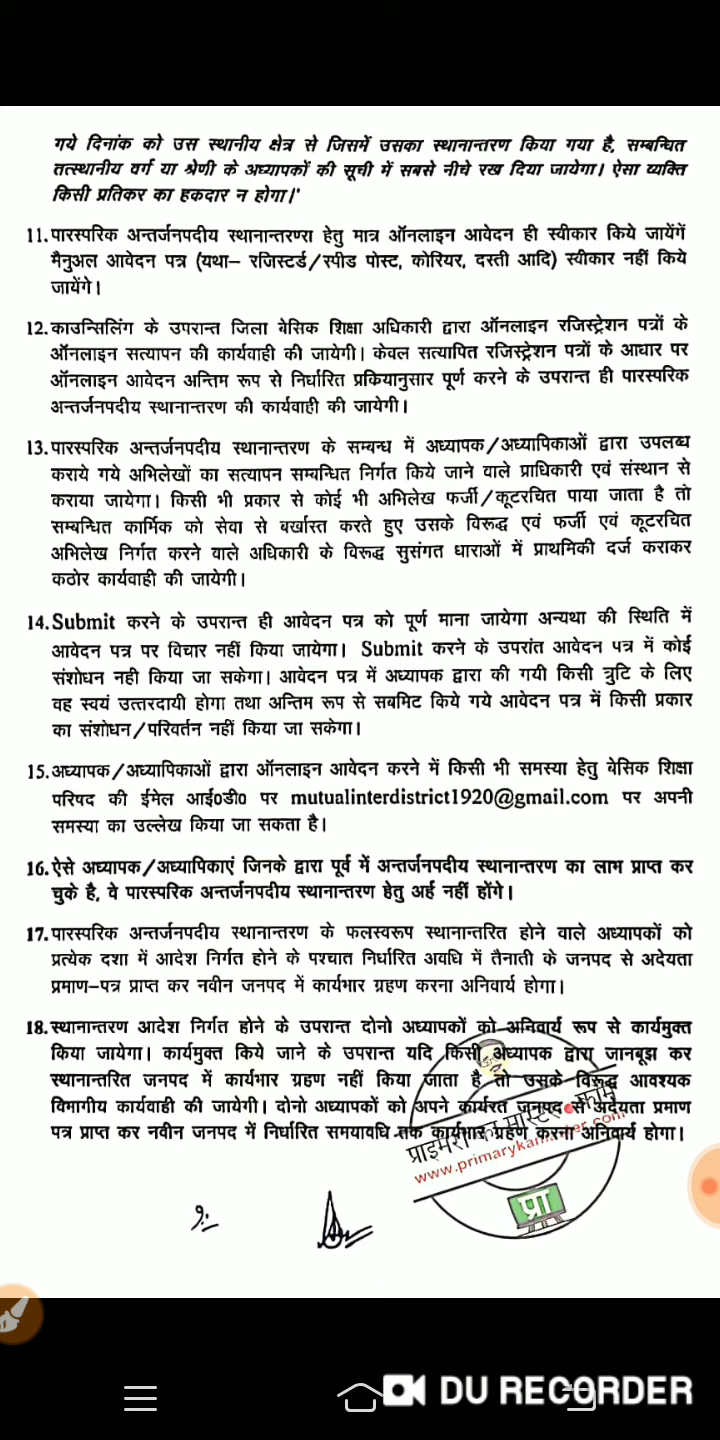 गये दिनांक को उस स्थानीय क्षेत्र से जिसमें उसका स्थानान्तरण किया गया है, सम्बन्धित
तत्स्थानीय वर्ग या श्रेणी के अध्यापकों की सूची में सबसे नीचे रख दिया जायेगा। ऐसा व्यक्ति
किसी प्रतिकर का हकदार न होगा।"
11. पारस्परिक अन्तर्जनपदीय स्थानान्तरण्रा हेतु मात्र ऑनलाइन आवेदन ही स्वीकार किये जायेंगें
मैनुअल आवेदन पत्र (यथा– रजिस्टर्ड/स्पीड पोस्ट, कोरियर, दस्ती आदि) स्वीकार नहीं किये
जायेंगे।
12. काउन्सिलिंग के उपरान्त जिला बेसिक शिक्षा अधिकारी द्वारा ऑनलाइन रजिस्ट्रेशन पत्रों के
ऑनलाइन सत्यापन की कार्यवाही की जायेगी। केवल सत्यापित रजिस्ट्रेशन पत्रों के आधार पर
ऑनलाइन आवेदन अन्तिम रूप से निर्धारित प्रकियानुसार पूर्ण करने के उपरान्त ही पारस्परिक
अन्तर्जनपदीय स्थानान्तरण की कार्यवाही की जायेगी।
13. पारस्परिक अन्तर्जनपदीय स्थानान्तरण के सम्बन्ध में अध्यापक/अध्यापिकाओं द्वारा उपलब्ध
कराये गये अभिलेखों का सत्यापन सम्बन्धित निर्गत किये जाने वाले प्राधिकारी एवं संस्थान से
कराया जायेगा। किसी भी प्रकार से कोई भी अभिलेख फर्जी/कूटरचित पाया जाता है तो
सम्बन्धित कार्मिक को सेवा से बर्खास्त करते हुए उसके विरूद्ध एवं फर्जी एवं कूटरचित
अभिलेख निर्गत करने वाले अधिकारी के विरूद्ध सुसंगत धाराओं में प्राथमिकी दर्ज कराकर
कठोर कार्यवाही की जायेगी।
14. Submit करने के उपरान्त ही आवेदन पत्र को पूर्ण माना जायेगा अन्यथा की स्थिति में
आवेदन पत्र पर विचार नहीं किया जायेगा। Submit करने के उपरांत आवेदन पत्र में कोई
संशोधन नही किया जा सकेगा। आवेदन पत्र में अध्यापक द्वारा की गयी किसी त्रुटि के लिए
वह स्वयं उत्तरदायी होगा तथा अन्तिम रूप से सबमिट किये गये आवेदन पत्र में किसी प्रकार
का संशोधन/परिवर्तन नहीं किया जा सकेगा।
15. अध्यापक/अध्यापिकाओं द्वारा ऑनलाइन आवेदन करने में किसी भी समस्या हेतु बेसिक शिक्षा
परिषद की ईमेल आई0डी0 पर mutualinterdistrict1920@gmail.com पर अपनी
समस्या का उल्लेख किया जा सकता है।
16. ऐसे अध्यापक/अध्यापिकाएं जिनके द्वारा पूर्व में अन्तर्जनपदीय स्थानान्तरण का लाभ प्राप्त कर
चुके है, वे पारस्परिक अन्तर्जनपदीय स्थानान्तरण हेतु अर्ह नहीं होंगे।
17. पारस्परिक अन्तर्जनपदीय स्थानान्तरण के फलस्वरूप स्थानान्तरित होने वाले अध्यापकों को
प्रत्येक दशा में आदेश निर्गत होने के पश्चात निर्धारित अवधि में तैनाती के जनपद से अदेयता
प्रमाण–पत्र प्राप्त कर नवीन जनपद में कार्यभार ग्रहण करना अनिवार्य होगा।
18. स्थानान्तरण आदेश निर्गत होने के उपरान्त दोनो अध्यापकों को अनिवार्य रूप से कार्यमुक्त
किया जायेगा। कार्यमुक्त किये जाने के उपरान्त यदि किसी अध्यापक द्वारा जानबूझ कर
स्थानान्तरित जनपद में कार्यभार ग्रहण नहीं किया जाता है तो उसके विरूद्ध आवश्यक
विभागीय कार्यवाही की जायेगी। दोनो अध्यापकों को अपने कार्यरत जनपद से अदेयता प्रमाण
पत्र प्राप्त कर नवीन जनपद में निर्धारित समयावधि तक कार्यभार ग्रहण करना अनिवार्य होगा।
प्राइमरी का मास्टर●कॉम
www.primarykamaster.com
प्रा
DU RECORDER